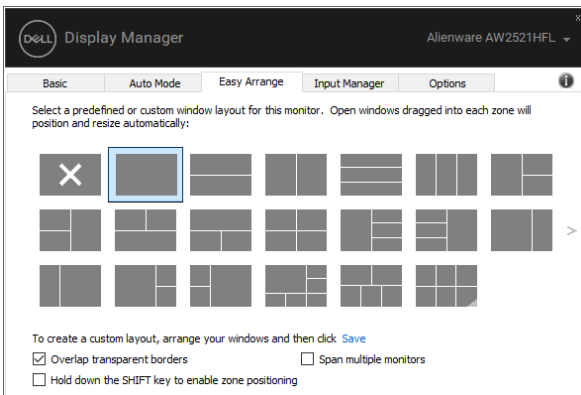 DELL Display Manager
Alienware AW2521HFL
Basic Auto Mode Easy Arrange Input Manager Options
Select a predefined or custom window layout for this monitor. Open windows dragged into each zone will
position and resize automatically:
To create a custom layout, arrange your windows and then click Save
Overlap transparent borders
Span multiple monitors
Hold down the SHIFT key to enable zone positioning